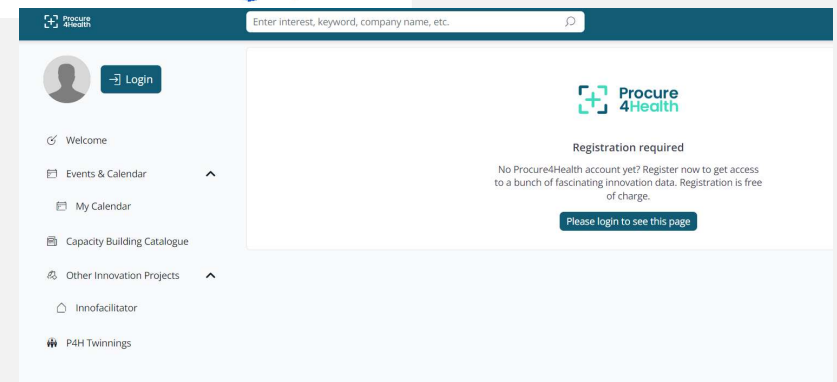 Procure
4Health
Enter interest, keyword, company name, etc.
Login
Welcome
Events & Calendar
My Calendar
Capacity Building Catalogue
Other Innovation Projects
Innofacilitator
P4H Twinnings
Procure
4Health
Registration required
No Procure4Health account yet? Register now to get access
to a bunch of fascinating innovation data. Registration is free
of charge.
Please login to see this page